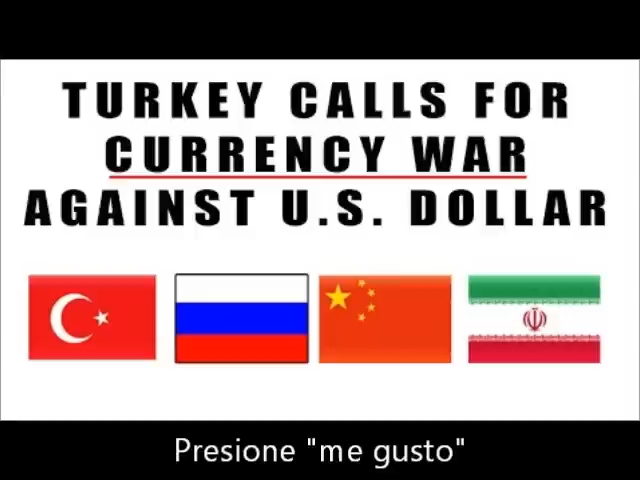 TURKEY CALLS FOR
CURRENCY WAR
AGAINST U.S. DOLLAR
Presione "me gusto"